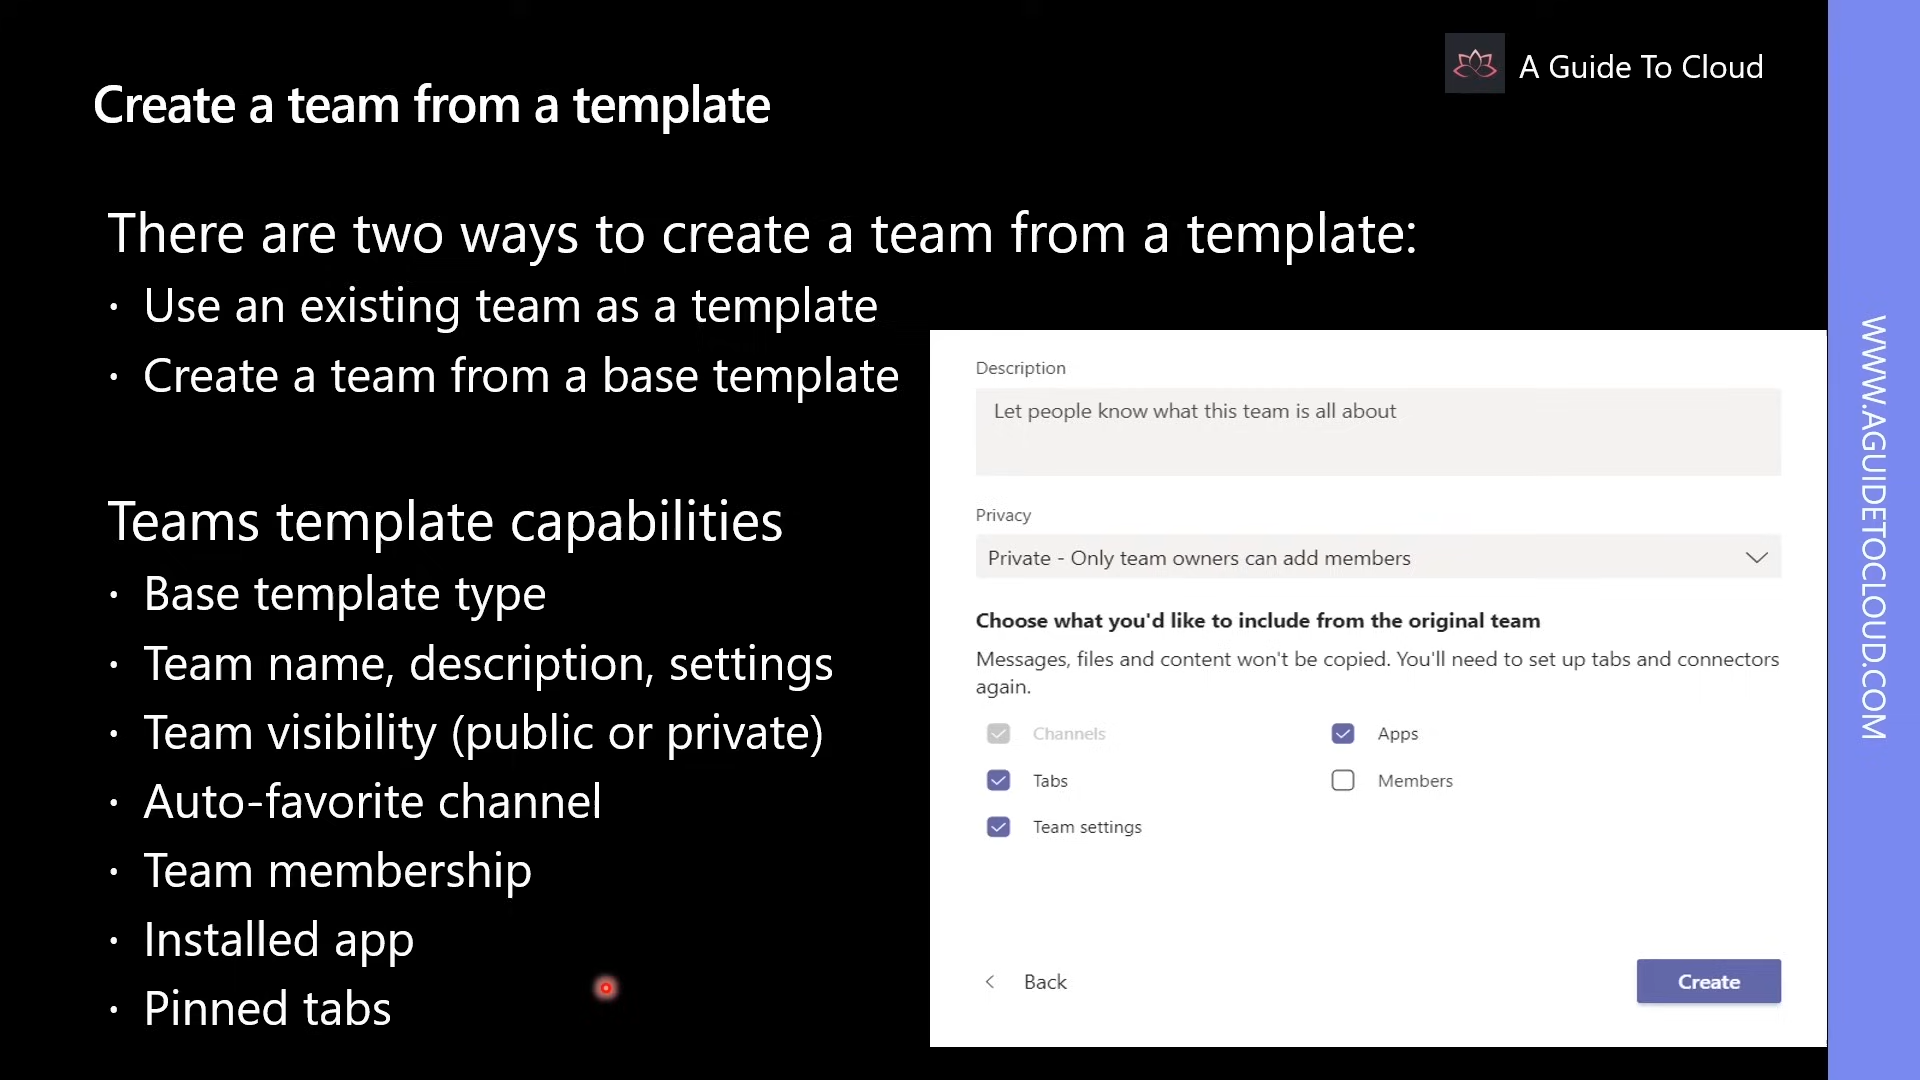 A Guide To Cloud
Create a team from a template
There are two ways to create a team from a template:
· Use an existing team as a template
· Create a team from a base template
Teams template capabilities
· Base template type
· Team name, description, settings
· Team visibility (public or private)
· Auto-favorite channel
· Team membership
· Installed app
· Pinned tabs
Description
Let people know what this team is all about
Privacy
Private - Only team owners can add members
Choose what you'd like to include from the original team
Messages, files and content won't be copied. You'll need to set up tabs and connectors
again.
Channels
Apps
Tabs
Members
Team settings
Back
Create
WWW.AGUIDETOCLOUD.COM